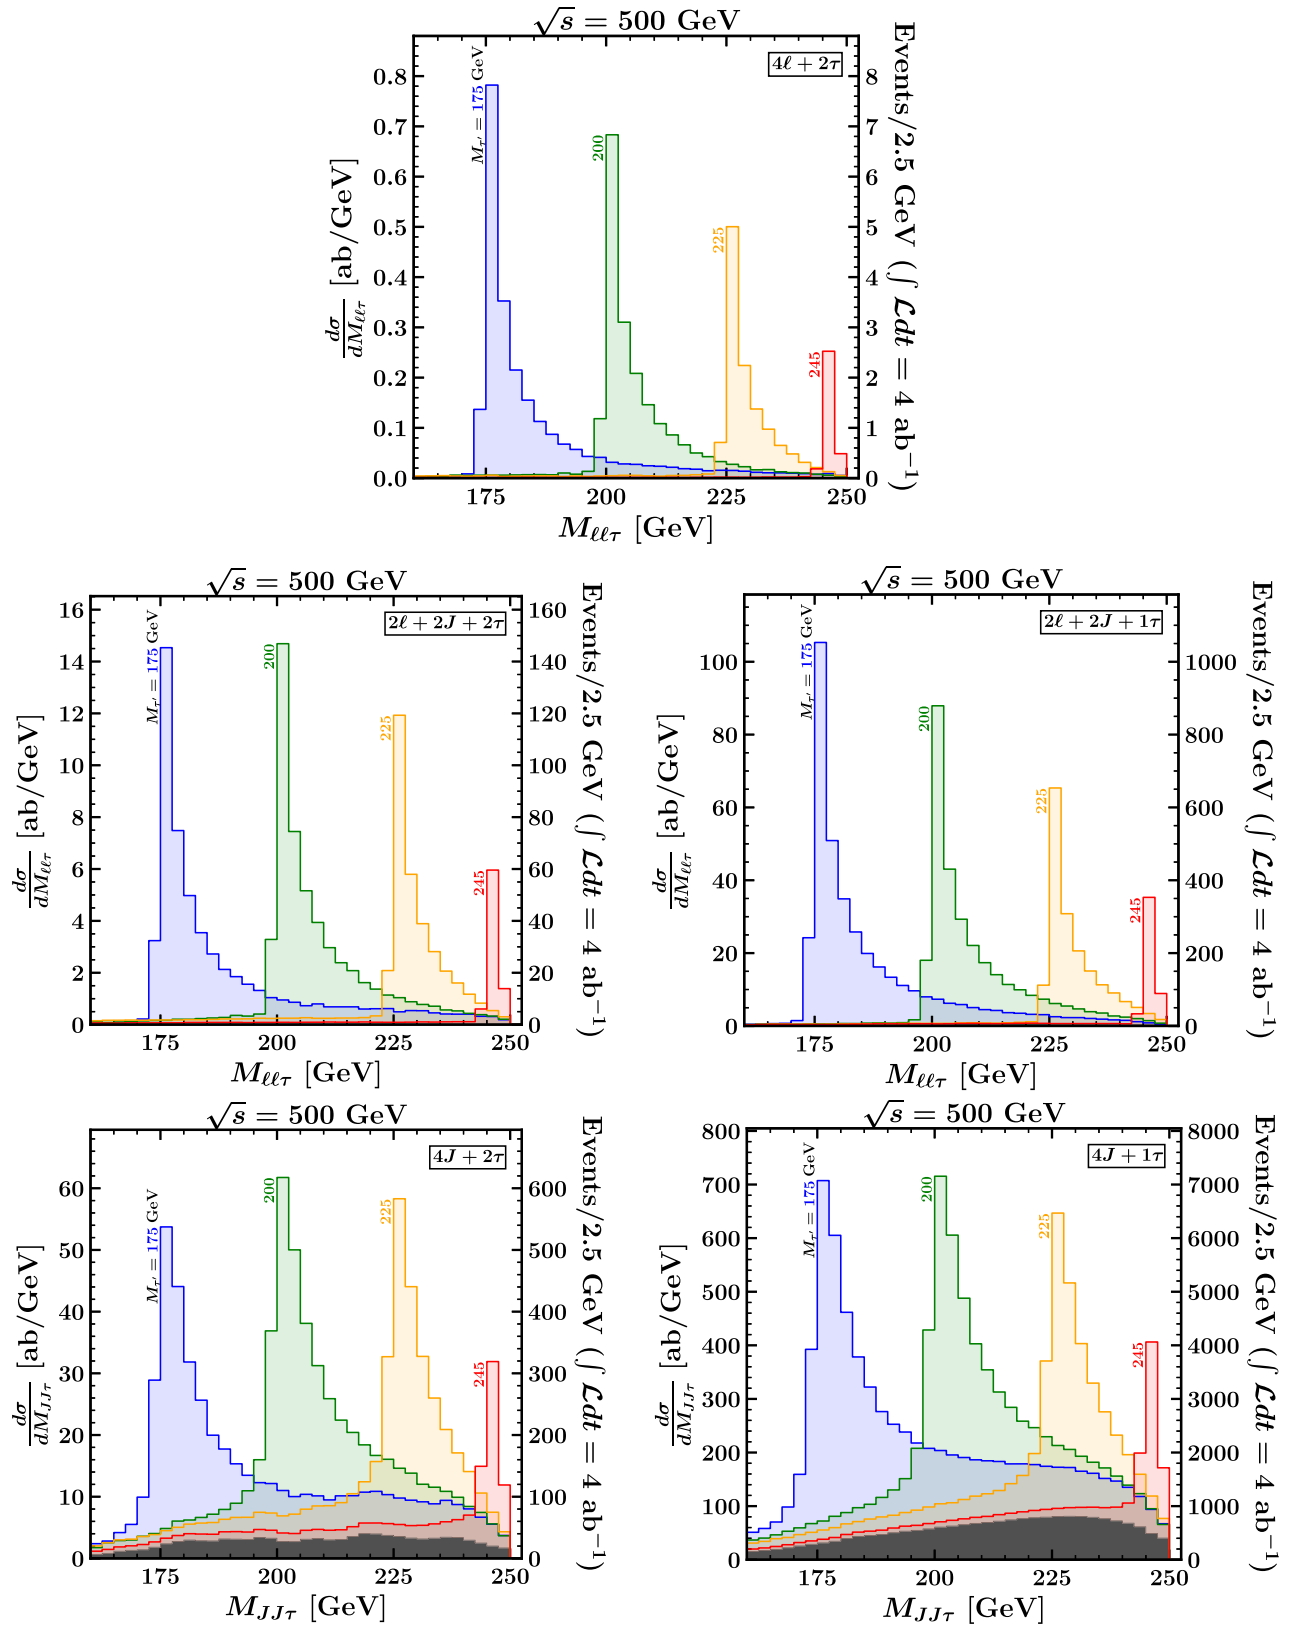 √s = 500 GeV
4ℓ + 2τ
M_τ′ = 175 GeV
200
225
245
0.8
0.7
0.6
0.5
0.4
0.3
0.2
0.1
0.0
8
7
6
5
4
3
2
1
0
175 200 225 250
dσ/dM_ℓℓτ [ab/GeV]
Events/2.5 GeV (∫ ℒdt = 4 ab⁻¹)
M_ℓℓτ [GeV]
√s = 500 GeV
2ℓ + 2J + 2τ
M_τ′ = 175 GeV
200
225
245
16
14
12
10
8
6
4
2
0
160
140
120
100
80
60
40
20
0
175 200 225 250
dσ/dM_ℓℓτ [ab/GeV]
Events/2.5 GeV (∫ ℒdt = 4 ab⁻¹)
M_ℓℓτ [GeV]
√s = 500 GeV
2ℓ + 2J + 1τ
M_τ′ = 175 GeV
200
225
245
100
80
60
40
20
0
1000
800
600
400
200
0
175 200 225 250
dσ/dM_ℓℓτ [ab/GeV]
Events/2.5 GeV (∫ ℒdt = 4 ab⁻¹)
M_ℓℓτ [GeV]
√s = 500 GeV
4J + 2τ
M_τ′ = 175 GeV
200
225
245
60
50
40
30
20
10
0
600
500
400
300
200
100
0
175 200 225 250
dσ/dM_JJτ [ab/GeV]
Events/2.5 GeV (∫ ℒdt = 4 ab⁻¹)
M_JJτ [GeV]
√s = 500 GeV
4J + 1τ
M_τ′ = 175 GeV
200
225
245
800
700
600
500
400
300
200
100
0
8000
7000
6000
5000
4000
3000
2000
1000
0
175 200 225 250
dσ/dM_JJτ [ab/GeV]
Events/2.5 GeV (∫ ℒdt = 4 ab⁻¹)
M_JJτ [GeV]